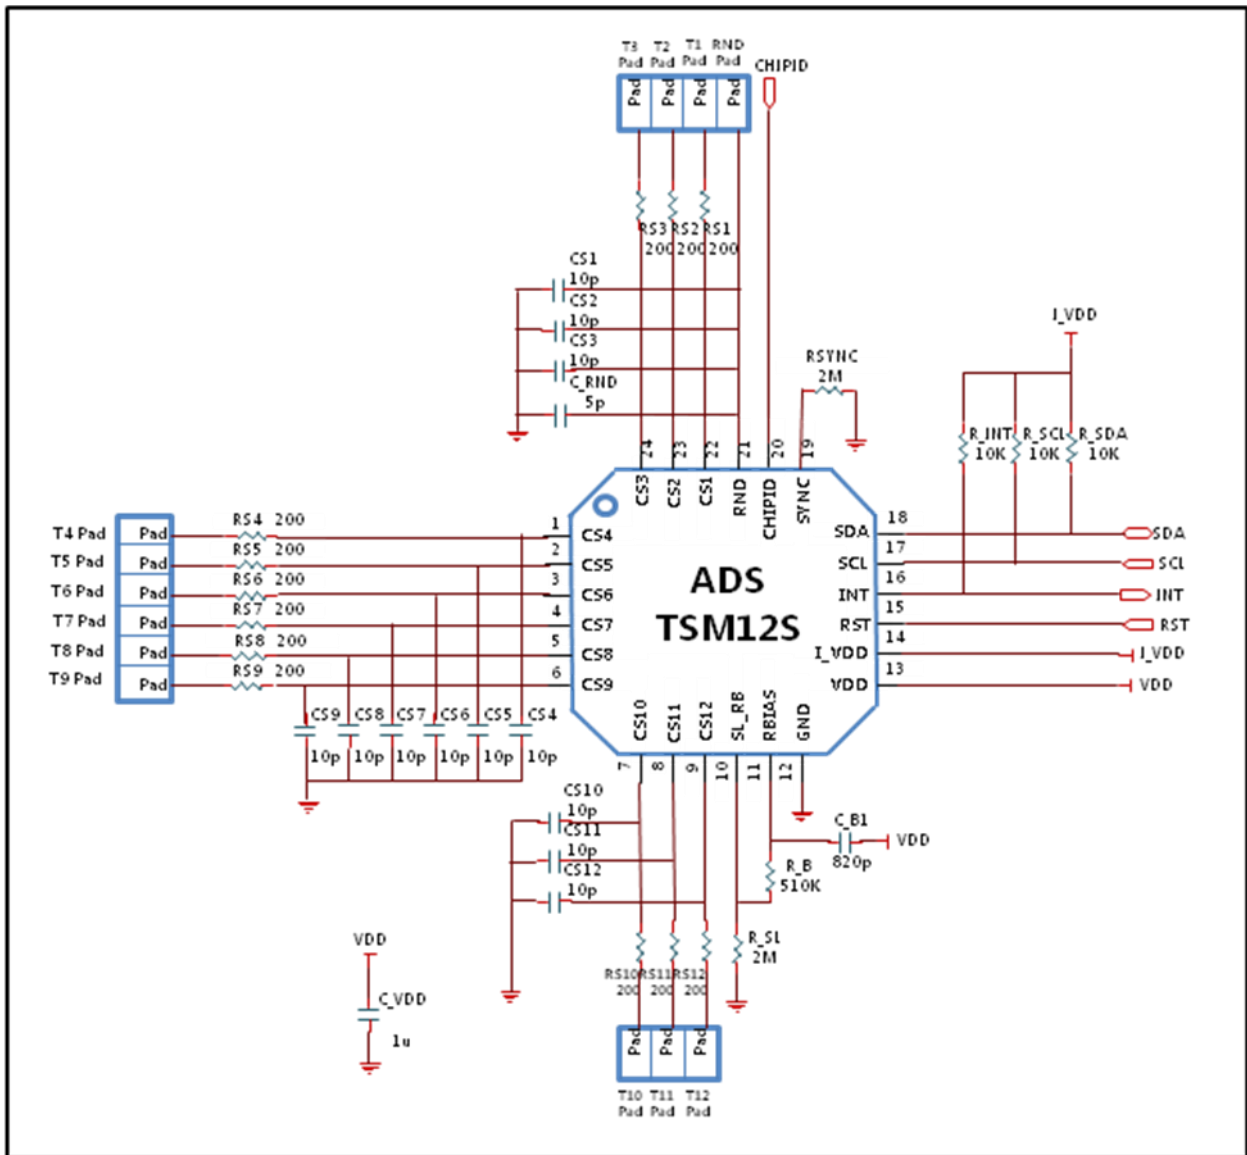 T3 T2 T1 RND
Pad Pad Pad Pad
CHIPID
Pad Pad Pad Pad
RS3 RS2 RS1
200 200 200
CS1
10p
CS2
10p
CS3
10p
C_RND
5p
RSYNC
2M
I_VDD
R_INT R_SCL R_SDA
10K 10K 10K
24 23 22 21 20 19
CS3 CS2 CS1 RND CHIPID SYNC
T4 Pad Pad RS4 200 1 CS4
T5 Pad RS5 200 2 CS5
T6 Pad Pad RS6 200 3 CS6
T7 Pad Pad RS7 200 4 CS7
T8 Pad RS8 200 5 CS8
T9 Pad Pad RS9 200 6 CS9
ADS
TSM12S
SDA 18 SDA
SCL 17 SCL
INT 16 INT
RST 15 RST
I_VDD 14 I_VDD
VDD 13 VDD
CS10 CS11 CS12 SL_RB RBIAS GND
7 8 9 10 11 12
CS9 CS8 CS7 CS6 CS5 CS4
10p 10p 10p 10p 10p 10p
CS10
10p
CS11
10p
CS12
10p
C_B1
820p
VDD
R_B
510K
R_SL
2M
RS10 RS11 RS12
200 200 200
VDD
C_VDD
1u
Pad Pad Pad
T10 T11 T12
Pad Pad Pad